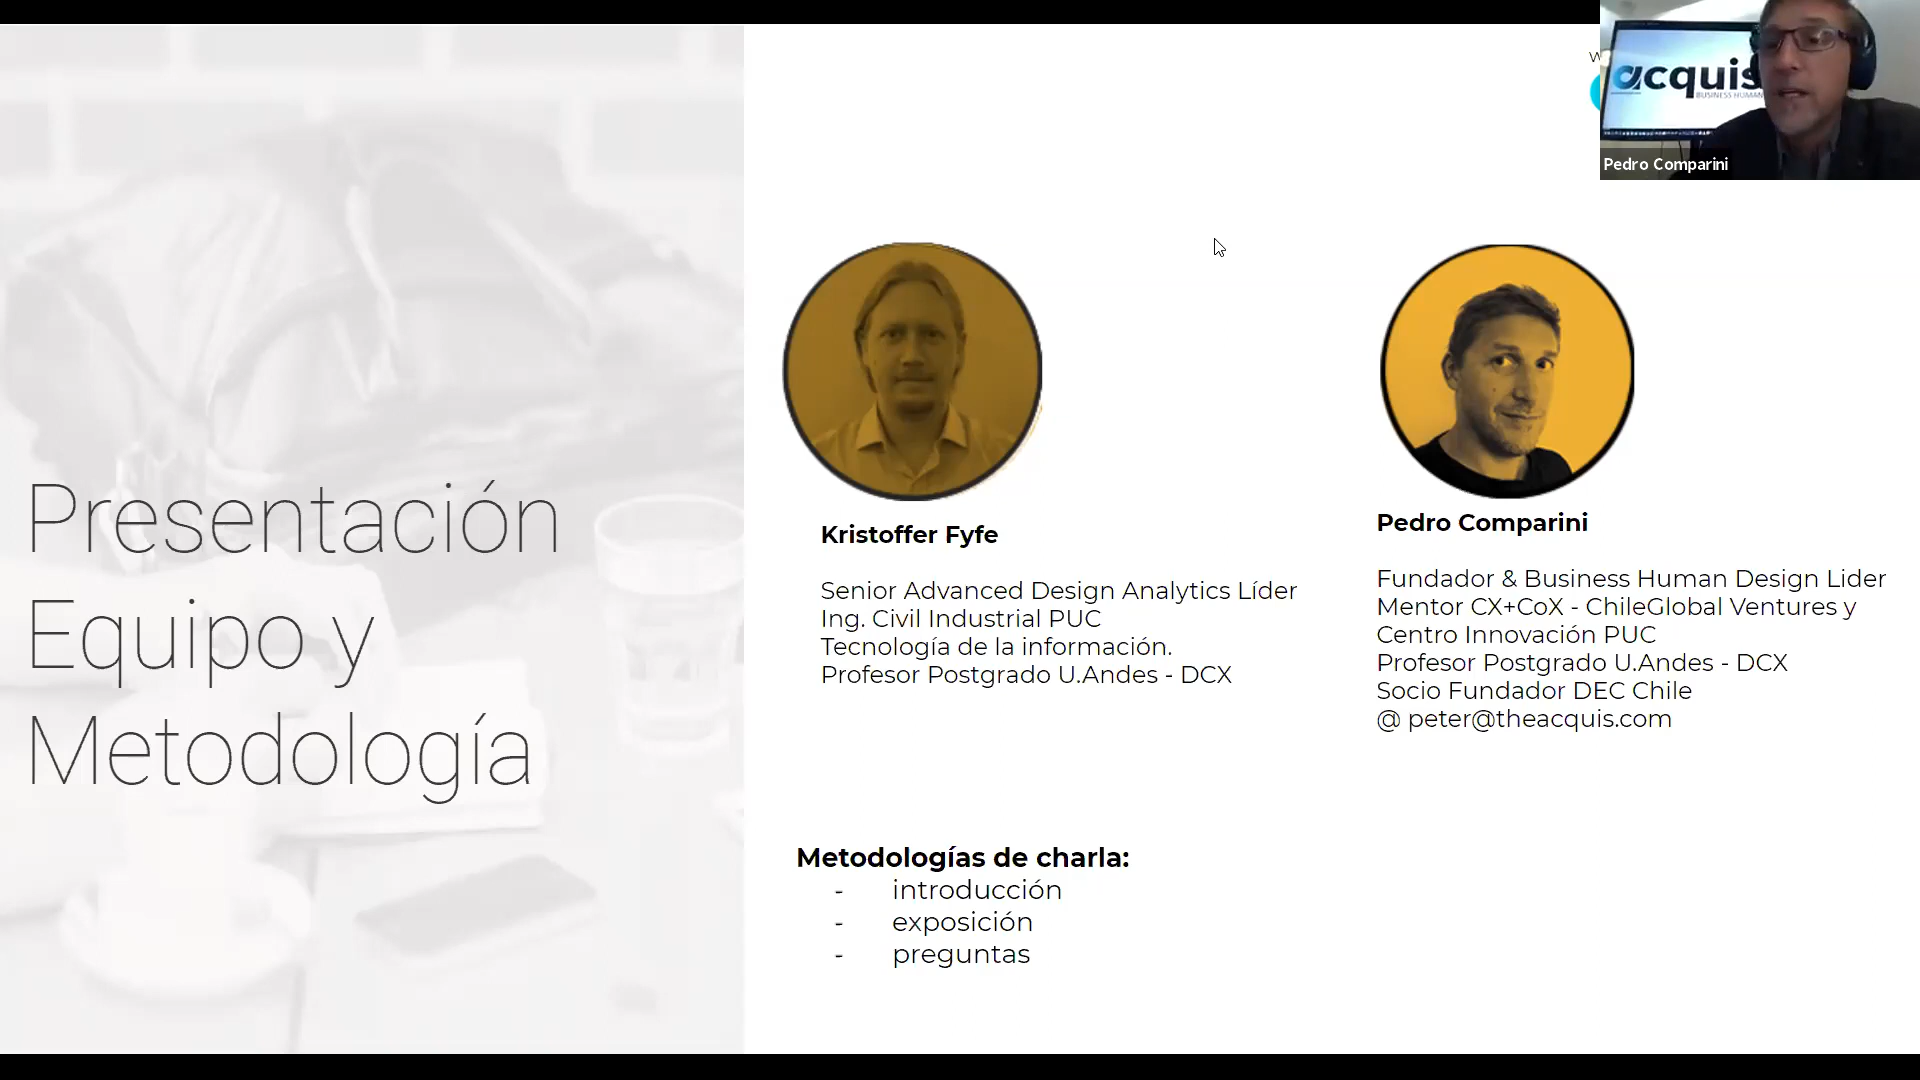 Presentación
Equipo y
Metodología
acquis
BUSINESS HUMAN
Pedro Comparini
Kristoffer Fyfe
Senior Advanced Design Analytics Líder
Ing. Civil Industrial PUC
Tecnología de la información.
Profesor Postgrado U.Andes - DCX
Pedro Comparini
Fundador & Business Human Design Lider
Mentor CX+CoX - ChileGlobal Ventures y
Centro Innovación PUC
Profesor Postgrado U.Andes - DCX
Socio Fundador DEC Chile
@ peter@theacquis.com
Metodologías de charla:
- introducción
- exposición
- preguntas